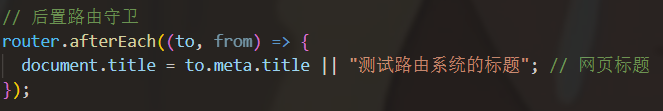 // 后置路由守卫
router.afterEach((to, from) => {
  document.title = to.meta.title || "测试路由系统的标题"; // 网页标题
});